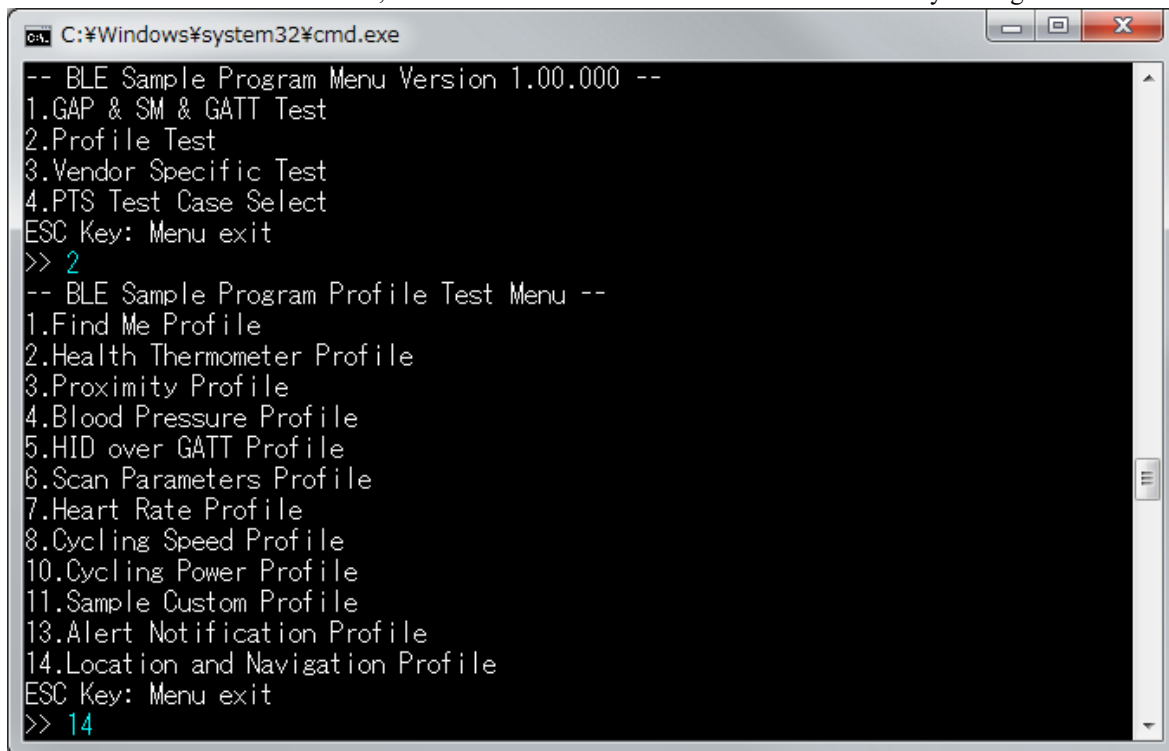 C:¥Windows¥system32¥cmd.exe
-- BLE Sample Program Menu Version 1.00.000 --
1.GAP & SM & GATT Test
2.Profile Test
3.Vendor Specific Test
4.PTS Test Case Select
ESC Key: Menu exit
>> 2
-- BLE Sample Program Profile Test Menu --
1.Find Me Profile
2.Health Thermometer Profile
3.Proximity Profile
4.Blood Pressure Profile
5.HID over GATT Profile
6.Scan Parameters Profile
7.Heart Rate Profile
8.Cycling Speed Profile
10.Cycling Power Profile
11.Sample Custom Profile
13.Alert Notification Profile
14.Location and Navigation Profile
ESC Key: Menu exit
>> 14